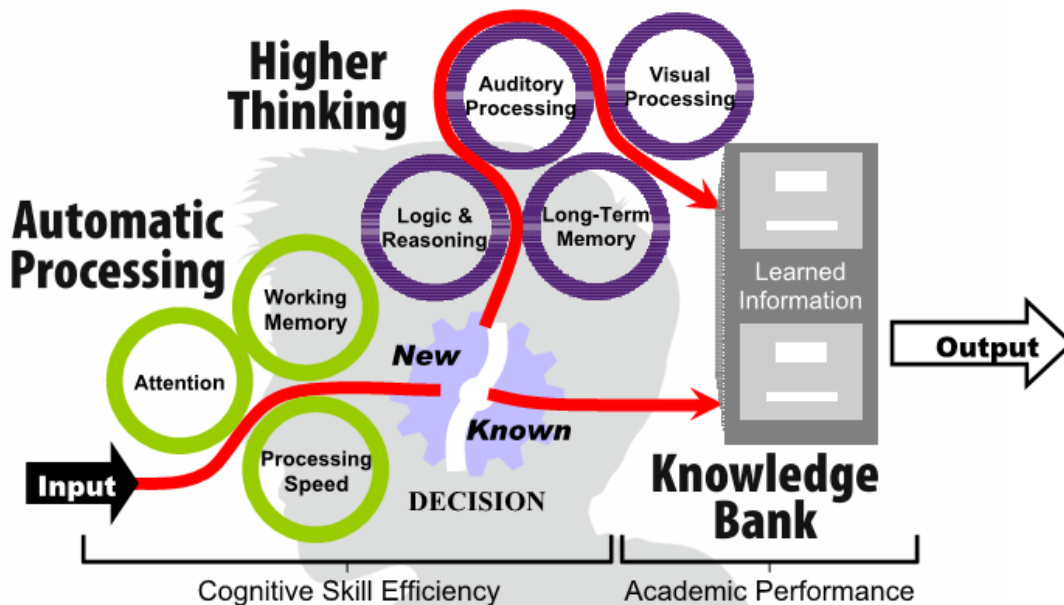 Higher
Thinking
Auditory
Processing
Visual
Processing
Logic &
Reasoning
Long-Term
Memory
Automatic
Processing
Working
Memory
Attention
Processing
Speed
Input
New
Known
DECISION
Learned
Information
Output
Knowledge
Bank
Cognitive Skill Efficiency
Academic Performance